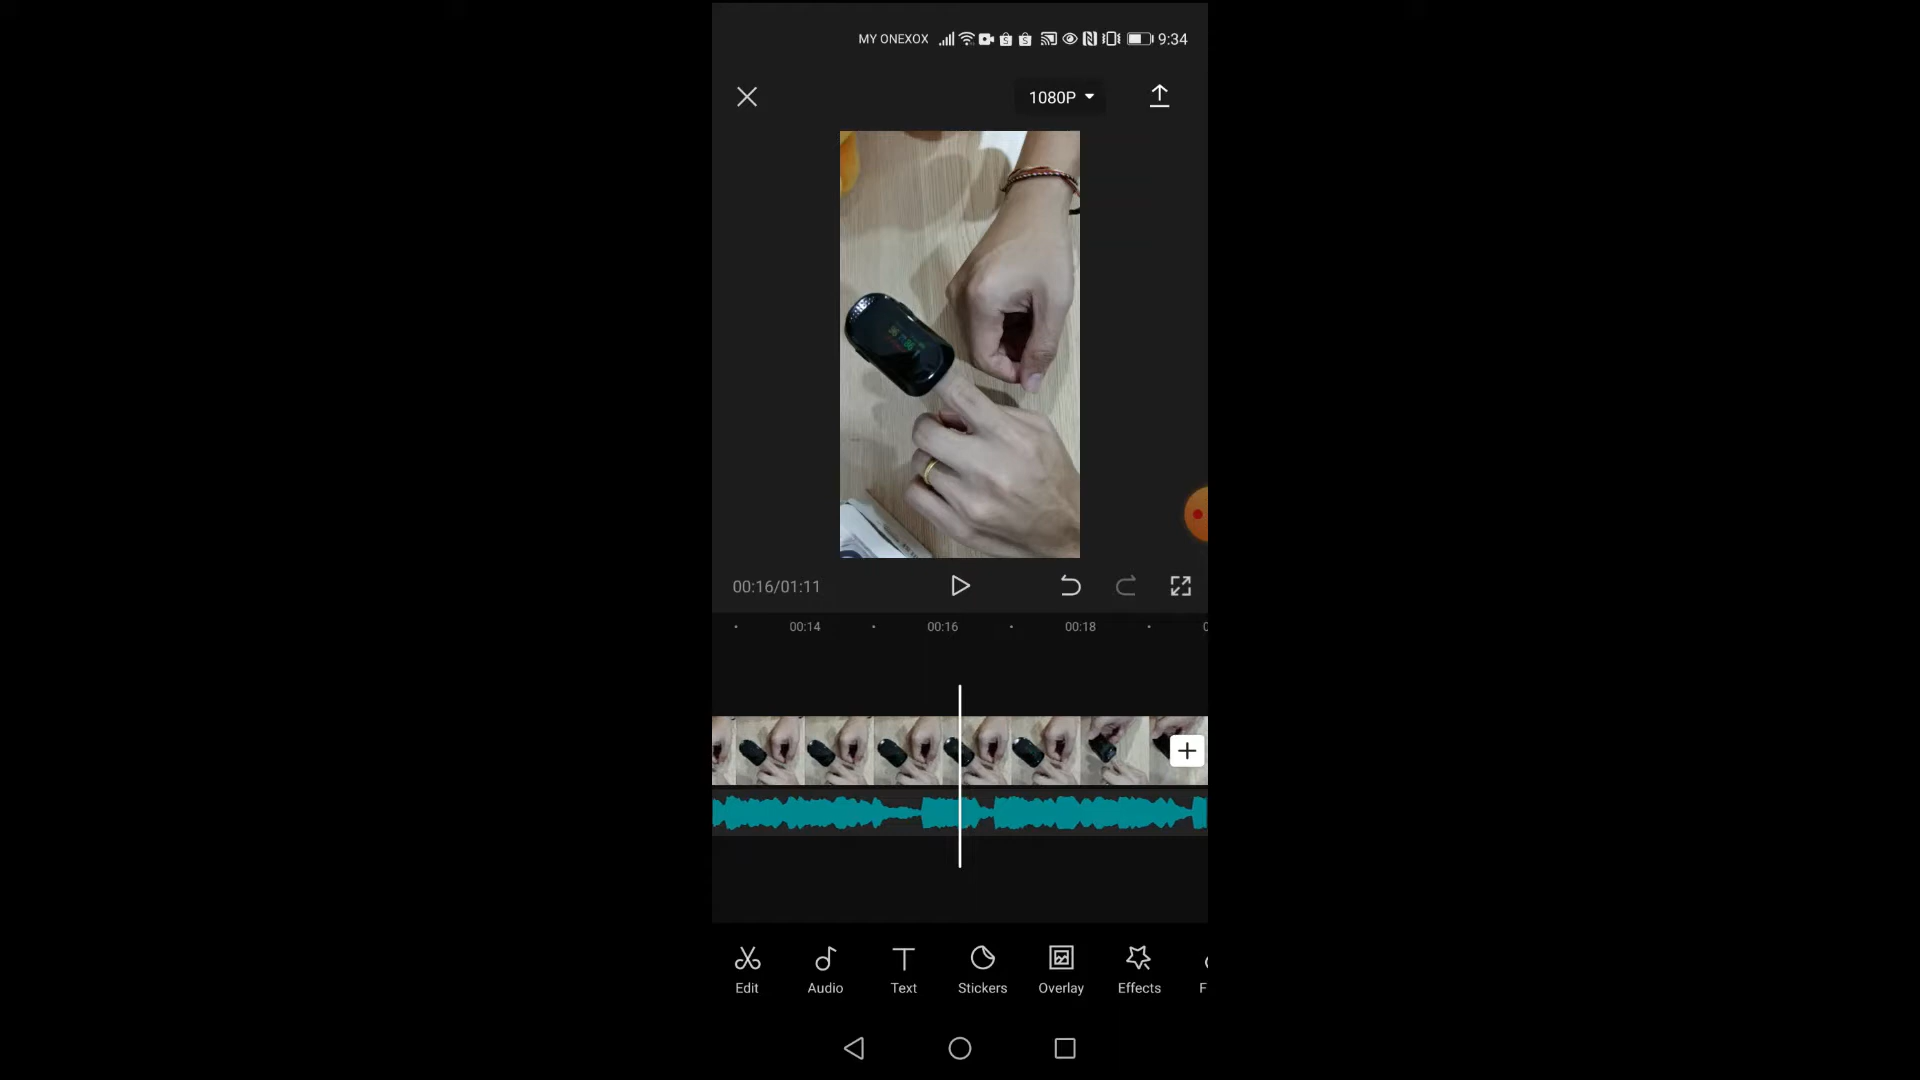 MY ONEXOX 9:34
1080P
00:16/01:11
00:14 00:16 00:18
Edit Audio Text Stickers Overlay Effects F